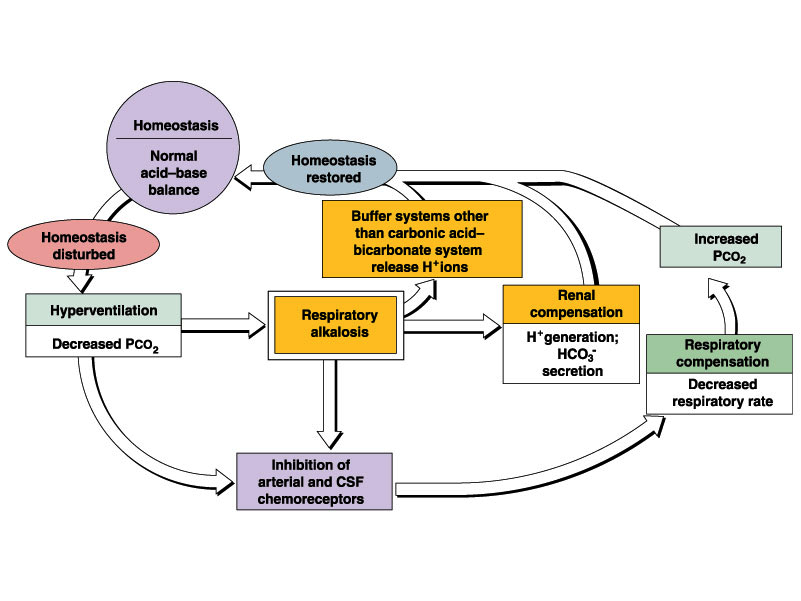 Homeostasis
Normal
acid–base
balance
Homeostasis
restored
Homeostasis
disturbed
Buffer systems other
than carbonic acid–
bicarbonate system
release H⁺ions
Increased
PCO₂
Hyperventilation
Decreased PCO₂
Respiratory
alkalosis
Renal
compensation
H⁺generation;
HCO₃⁻
secretion
Respiratory
compensation
Decreased
respiratory rate
Inhibition of
arterial and CSF
chemoreceptors